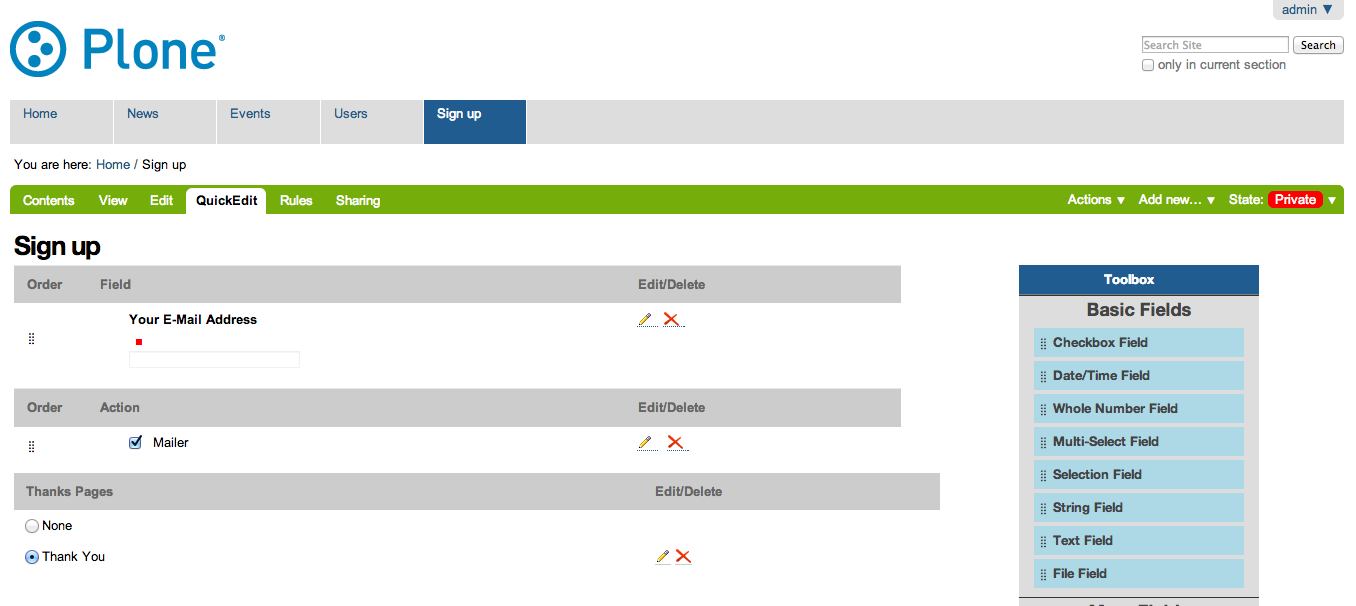 admin ▼
Plone®
Search Site Search
only in current section
Home News Events Users Sign up
You are here: Home / Sign up
Contents View Edit QuickEdit Rules Sharing Actions ▼ Add new… ▼ State: Private ▼
Sign up
Order Field Edit/Delete
Your E-Mail Address
Order Action Edit/Delete
Mailer
Thanks Pages Edit/Delete
None
Thank You
Toolbox
Basic Fields
Checkbox Field
Date/Time Field
Whole Number Field
Multi-Select Field
Selection Field
String Field
Text Field
File Field